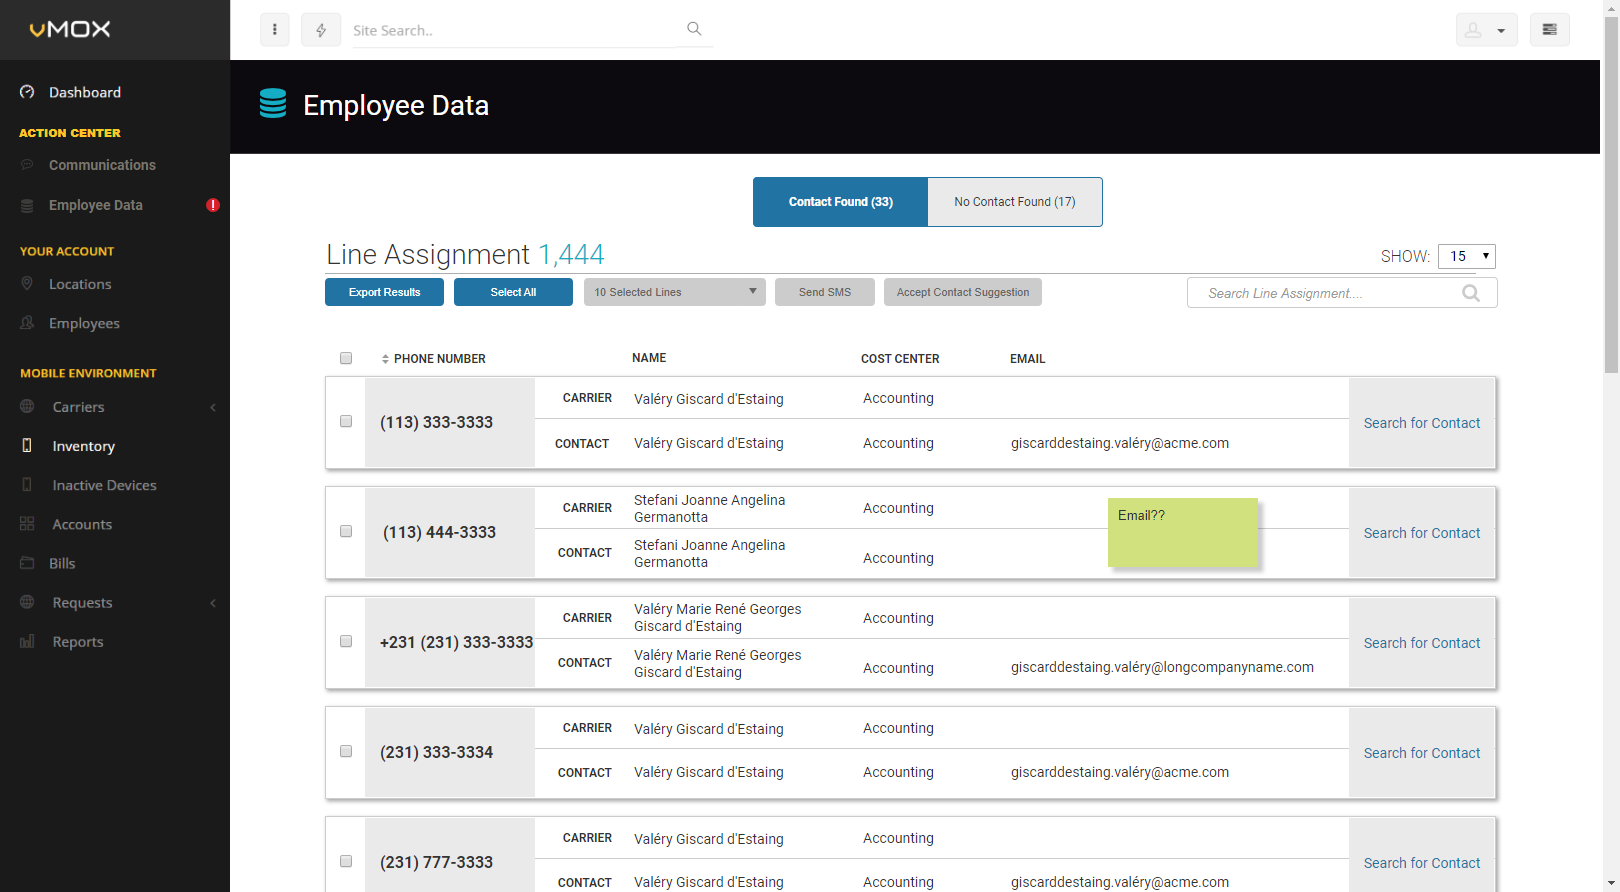 vMOX
Site Search..
Dashboard
ACTION CENTER
Communications
Employee Data
YOUR ACCOUNT
Locations
Employees
MOBILE ENVIRONMENT
Carriers
Inventory
Inactive Devices
Accounts
Bills
Requests
Reports
Employee Data
Contact Found (33)
No Contact Found (17)
Line Assignment 1,444
SHOW: 15
Export Results
Select All
10 Selected Lines
Send SMS
Accept Contact Suggestion
Search Line Assignment....
PHONE NUMBER
NAME
COST CENTER
EMAIL
(113) 333-3333
CARRIER
Valéry Giscard d'Estaing
Accounting
CONTACT
Valéry Giscard d'Estaing
Accounting
giscarddestaing.valéry@acme.com
Search for Contact
(113) 444-3333
CARRIER
Stefani Joanne Angelina
Germanotta
Accounting
CONTACT
Stefani Joanne Angelina
Germanotta
Accounting
Email??
Search for Contact
+231 (231) 333-3333
CARRIER
Valéry Marie René Georges
Giscard d'Estaing
Accounting
CONTACT
Valéry Marie René Georges
Giscard d'Estaing
Accounting
giscarddestaing.valéry@longcompanyname.com
Search for Contact
(231) 333-3334
CARRIER
Valéry Giscard d'Estaing
Accounting
CONTACT
Valéry Giscard d'Estaing
Accounting
giscarddestaing.valéry@acme.com
Search for Contact
(231) 777-3333
CARRIER
Valéry Giscard d'Estaing
Accounting
CONTACT
Valéry Giscard d'Estaing
Accounting
giscarddestaing.valéry@acme.com
Search for Contact